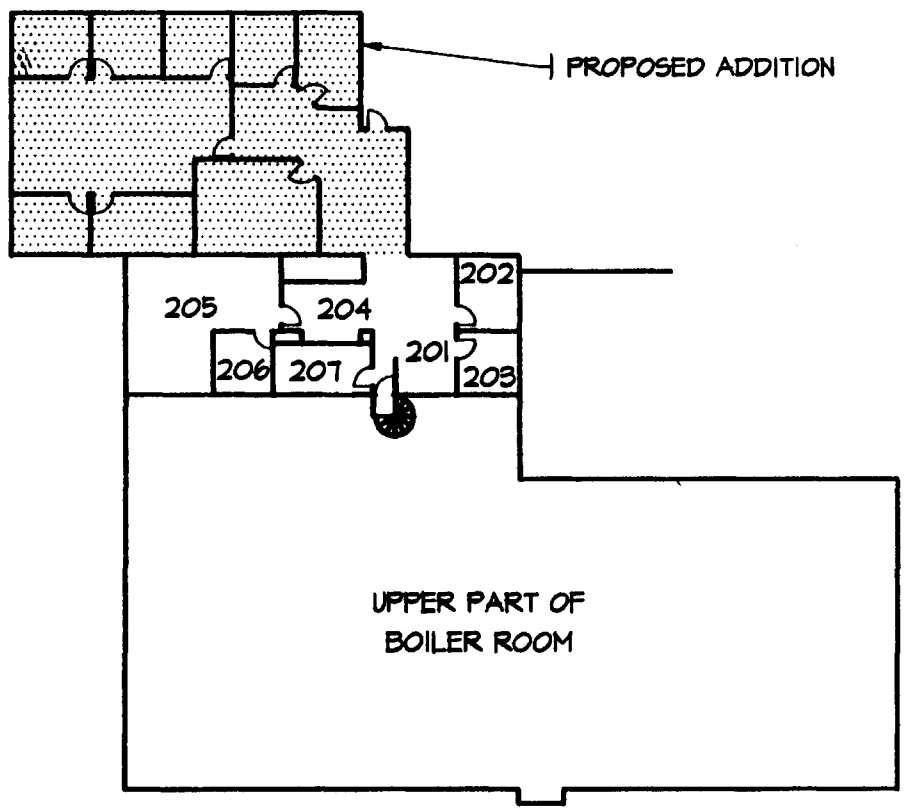 PROPOSED ADDITION
202
205
204
201
206
207
203
UPPER PART OF
BOILER ROOM